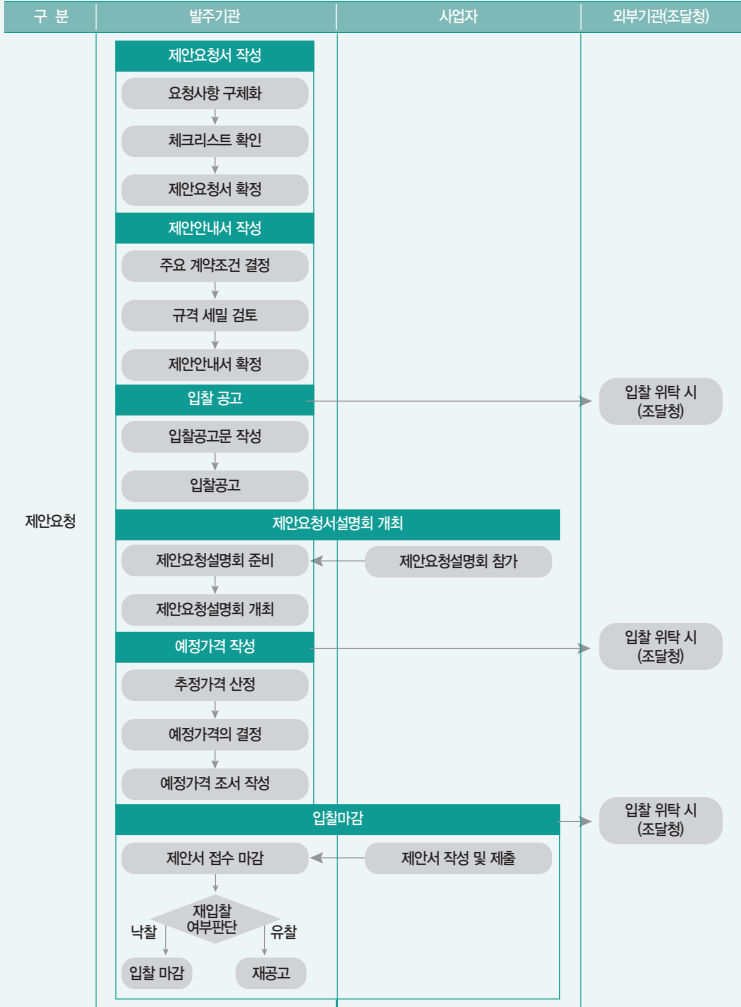 구 분
발주기관
사업자
외부기관(조달청)
제안요청
제안요청서 작성
요청사항 구체화
체크리스트 확인
제안요청서 확정
제안안내서 작성
주요 계약조건 결정
규격 세밀 검토
제안안내서 확정
입찰 공고
입찰 위탁 시
(조달청)
입찰공고문 작성
입찰공고
제안요청서설명회 개최
제안요청설명회 준비
제안요청설명회 참가
제안요청설명회 개최
예정가격 작성
입찰 위탁 시
(조달청)
추정가격 산정
예정가격의 결정
예정가격 조서 작성
입찰마감
입찰 위탁 시
(조달청)
제안서 접수 마감
제안서 작성 및 제출
재입찰
여부판단
낙찰
유찰
입찰 마감
재공고